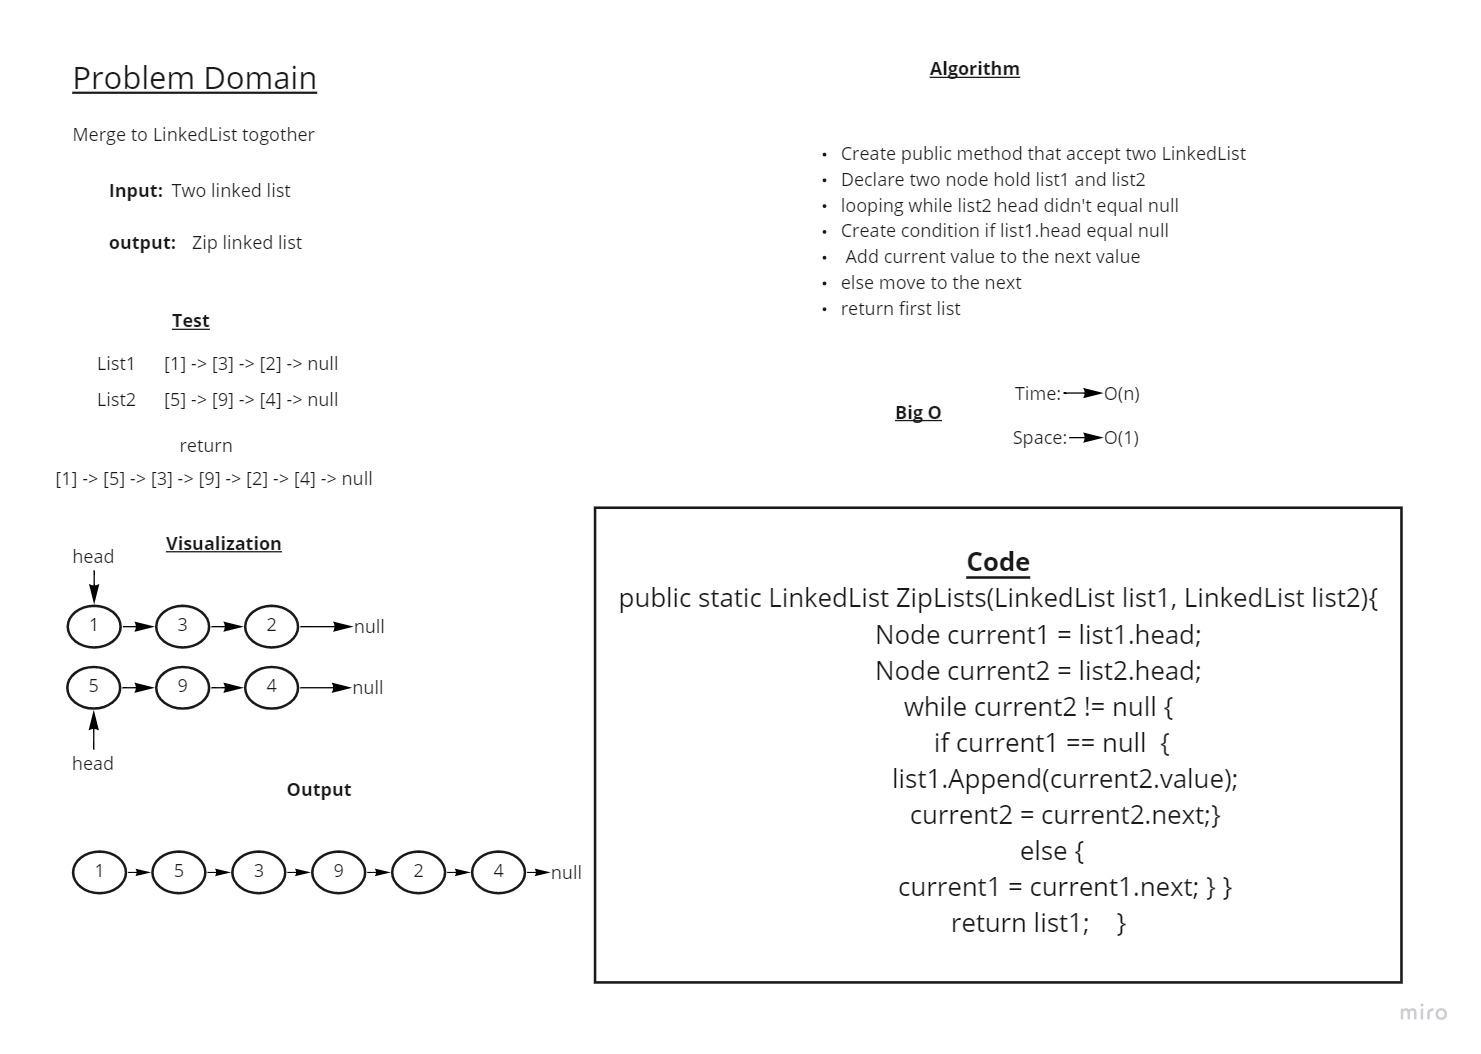 Problem Domain
Merge to LinkedList togother
Input: Two linked list
output: Zip linked list
Test
List1 [1] -> [3] -> [2] -> null
List2 [5] -> [9] -> [4] -> null
return
[1] -> [5] -> [3] -> [9] -> [2] -> [4] -> null
Visualization
head
1 3 2 null
5 9 4 null
head
Output
1 5 3 9 2 4 null
Algorithm
• Create public method that accept two LinkedList
• Declare two node hold list1 and list2
• looping while list2 head didn't equal null
• Create condition if list1.head equal null
• Add current value to the next value
• else move to the next
• return first list
Big O
Time: O(n)
Space: O(1)
Code
public static LinkedList ZipLists(LinkedList list1, LinkedList list2){
Node current1 = list1.head;
Node current2 = list2.head;
while current2 != null {
if current1 == null {
list1.Append(current2.value);
current2 = current2.next;}
else {
current1 = current1.next; } }
return list1; }
miro